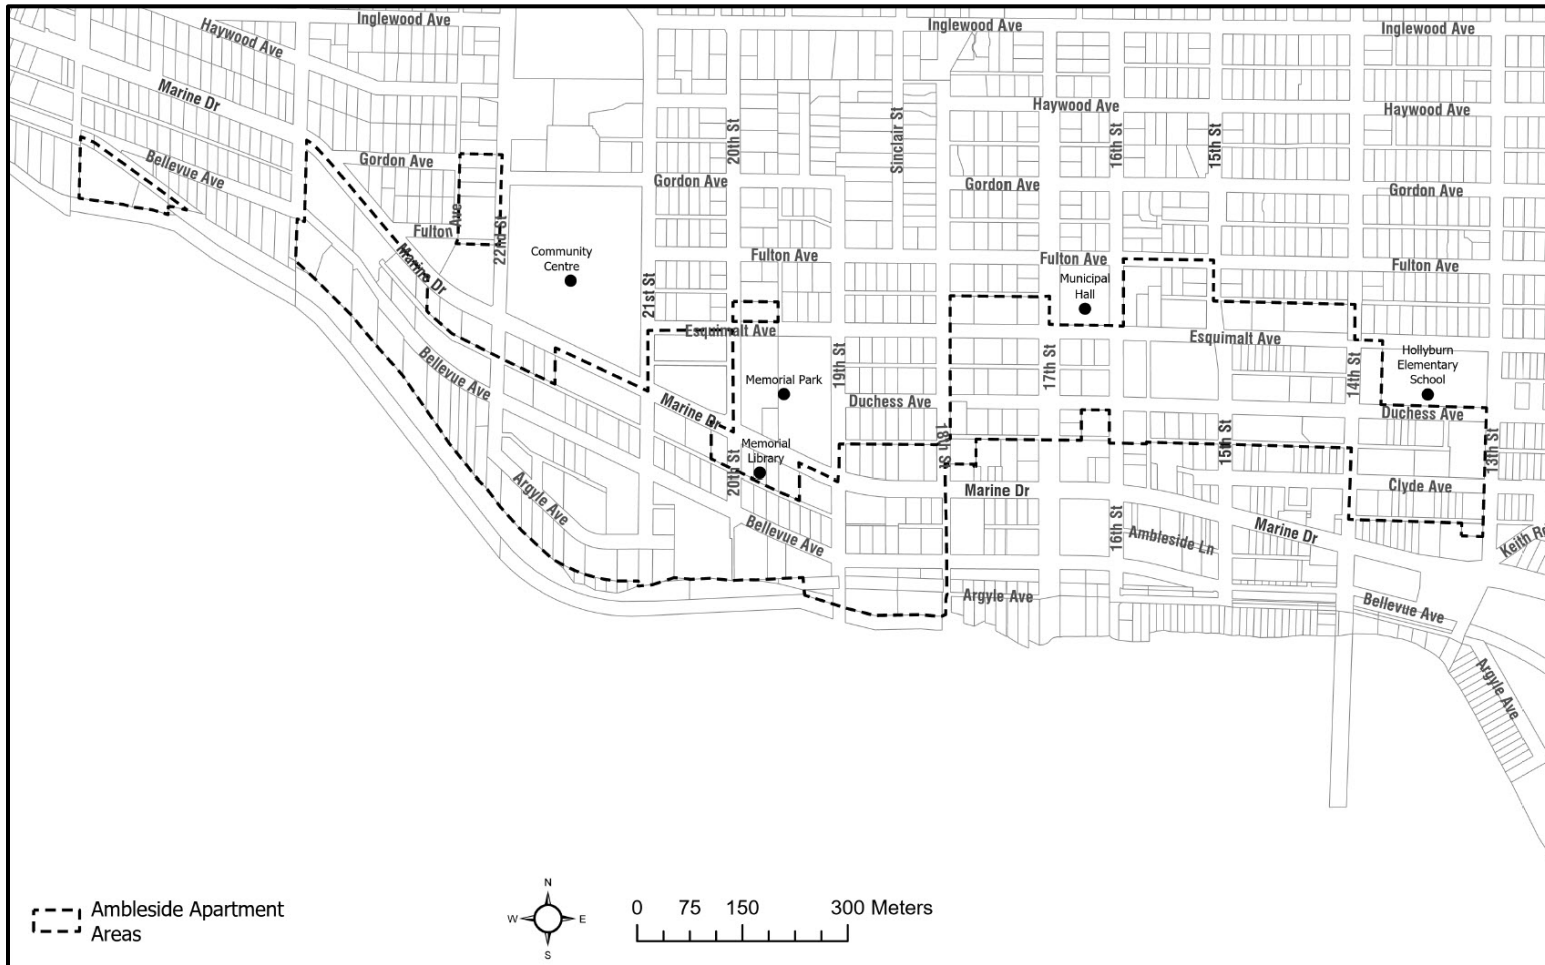 Inglewood Ave
Inglewood Ave
Inglewood Ave
Haywood Ave
Marine Dr
Haywood Ave
Haywood Ave
20th St
Sinclair St
16th St
15th St
Bellevue Ave
Gordon Ave
Gordon Ave
Gordon Ave
Gordon Ave
Fulton Ave
22nd St
Community
Centre
Fulton Ave
Fulton Ave
Fulton Ave
Marine Dr
21st St
Municipal
Hall
Esquimalt Ave
Esquimalt Ave
Bellevue Ave
19th St
17th St
14th St
Hollyburn
Elementary
School
Memorial Park
Marine Dr
Duchess Ave
Duchess Ave
Memorial
Library
20th St
18th St
15th St
13th St
Argyle Ave
Marine Dr
Clyde Ave
Bellevue Ave
16th St
Ambleside Ln
Marine Dr
Keith Rd
Argyle Ave
Bellevue Ave
Argyle Ave
Ambleside Apartment
Areas
N
W
E
S
0 75 150 300 Meters